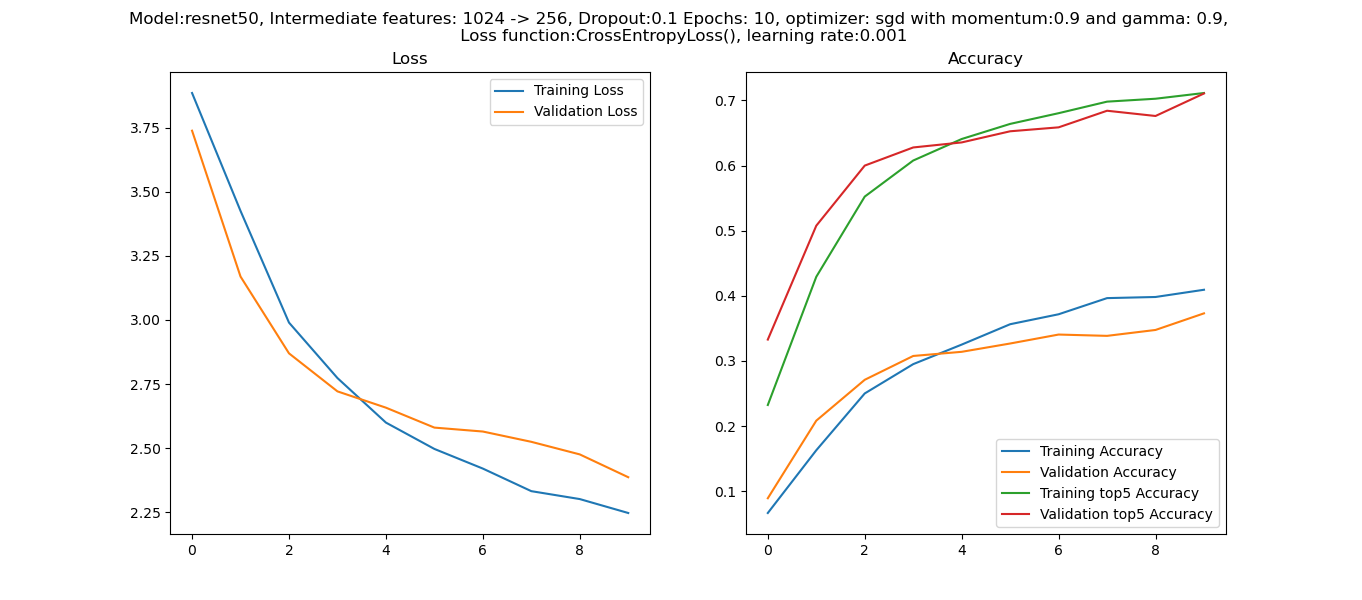 Model:resnet50, Intermediate features: 1024 -> 256, Dropout:0.1 Epochs: 10, optimizer: sgd with momentum:0.9 and gamma: 0.9,
Loss function:CrossEntropyLoss(), learning rate:0.001
Loss
Training Loss
Validation Loss
3.75
3.50
3.25
3.00
2.75
2.50
2.25
0 2 4 6 8
Accuracy
0.7
0.6
0.5
0.4
0.3
0.2
0.1
Training Accuracy
Validation Accuracy
Training top5 Accuracy
Validation top5 Accuracy
0 2 4 6 8